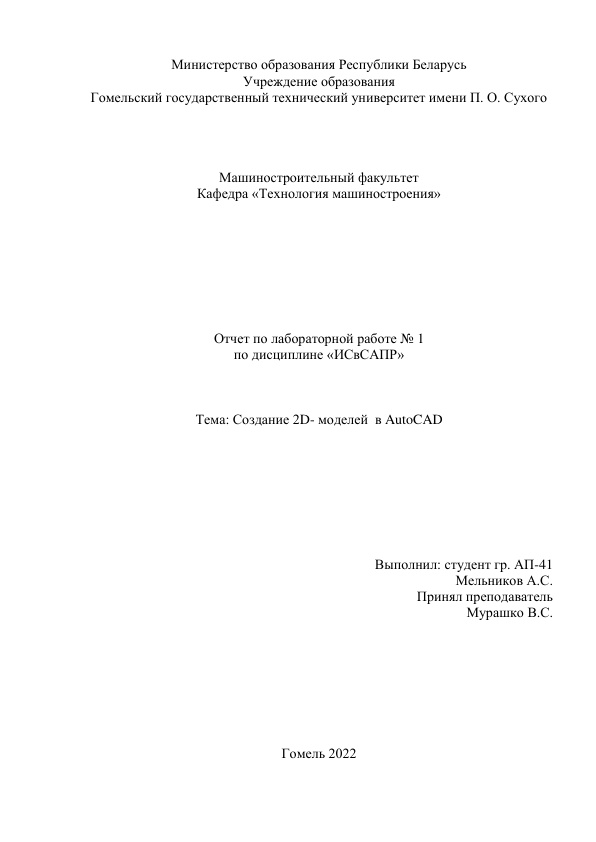 Министерство образования Республики Беларусь
Учреждение образования
Гомельский государственный технический университет имени П. О. Сухого
Машиностроительный факультет
Кафедра «Технология машиностроения»
Отчет по лабораторной работе № 1
по дисциплине «ИСвСАПР»
Тема: Создание 2D- моделей  в AutoCAD
Выполнил: студент гр. АП-41
Мельников А.С.
Принял преподаватель
Мурашко В.С.
Гомель 2022